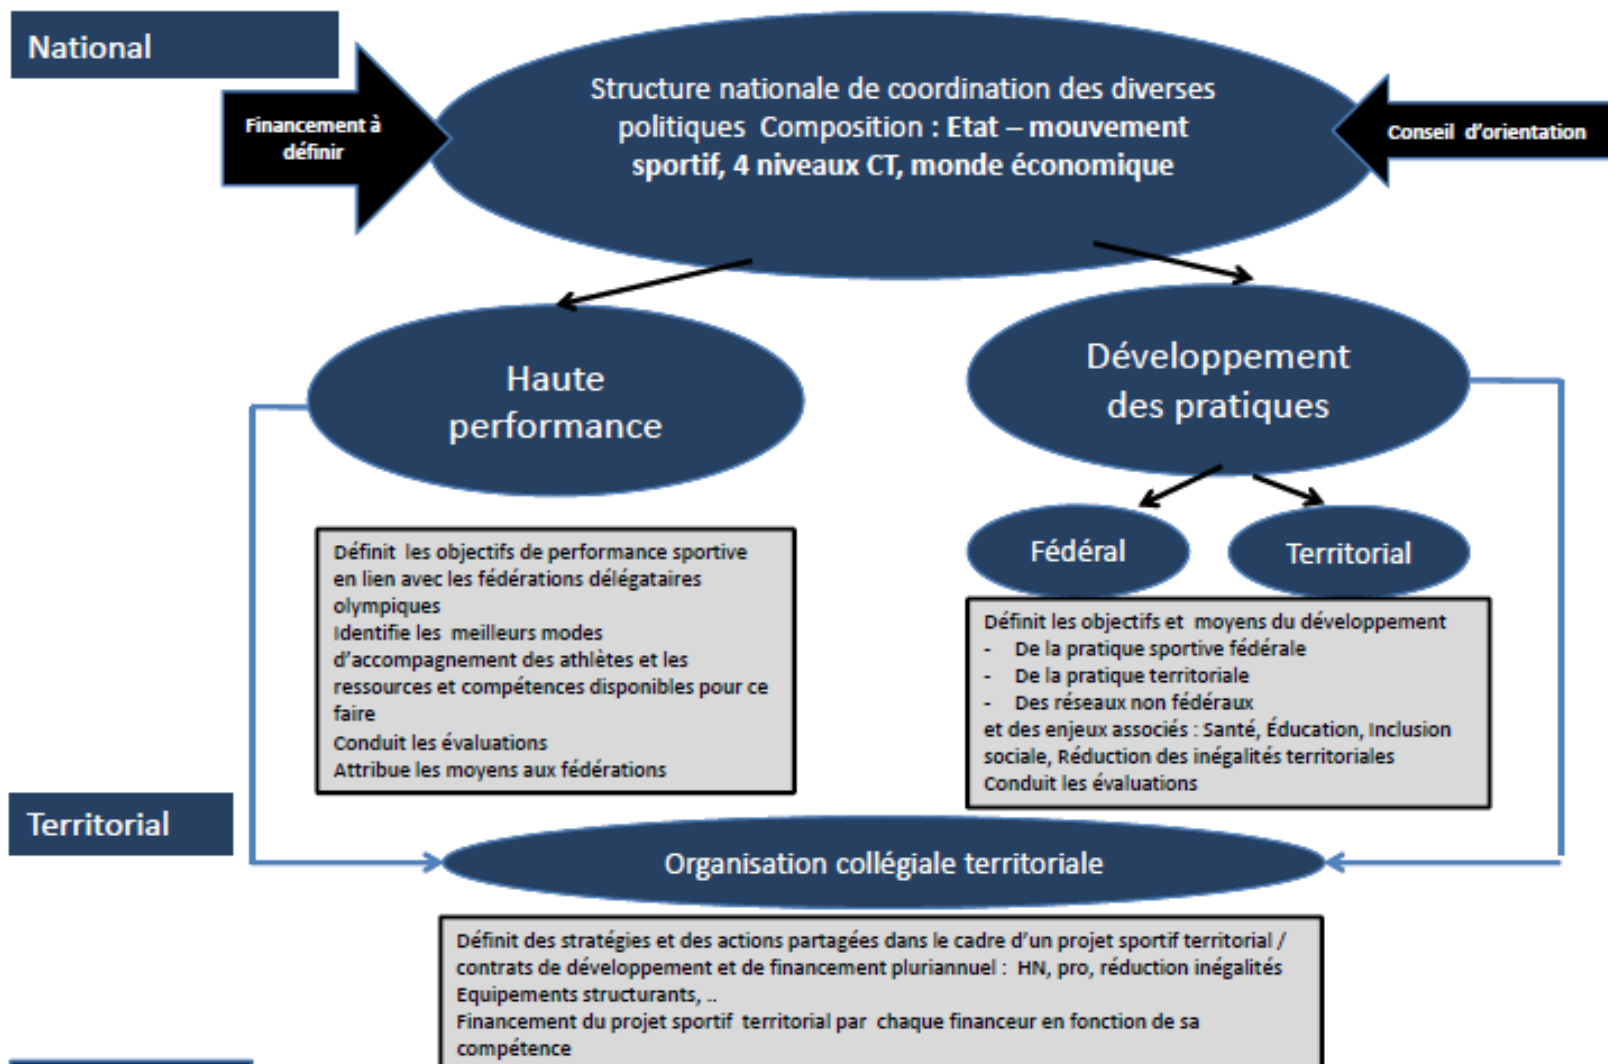 National
Financement à
définir
Structure nationale de coordination des diverses
politiques Composition : Etat – mouvement
sportif, 4 niveaux CT, monde économique
Conseil d'orientation
Haute
performance
Développement
des pratiques
Fédéral
Territorial
Définit les objectifs de performance sportive
en lien avec les fédérations délégataires
olympiques
Identifie les meilleurs modes
d'accompagnement des athlètes et les
ressources et compétences disponibles pour ce
faire
Conduit les évaluations
Attribue les moyens aux fédérations
Définit les objectifs et moyens du développement
- De la pratique sportive fédérale
- De la pratique territoriale
- Des réseaux non fédéraux
et des enjeux associés : Santé, Éducation, Inclusion
sociale, Réduction des inégalités territoriales
Conduit les évaluations
Territorial
Organisation collégiale territoriale
Définit des stratégies et des actions partagées dans le cadre d'un projet sportif territorial /
contrats de développement et de financement pluriannuel : HN, pro, réduction inégalités
Equipements structurants, ..
Financement du projet sportif territorial par chaque financeur en fonction de sa
compétence